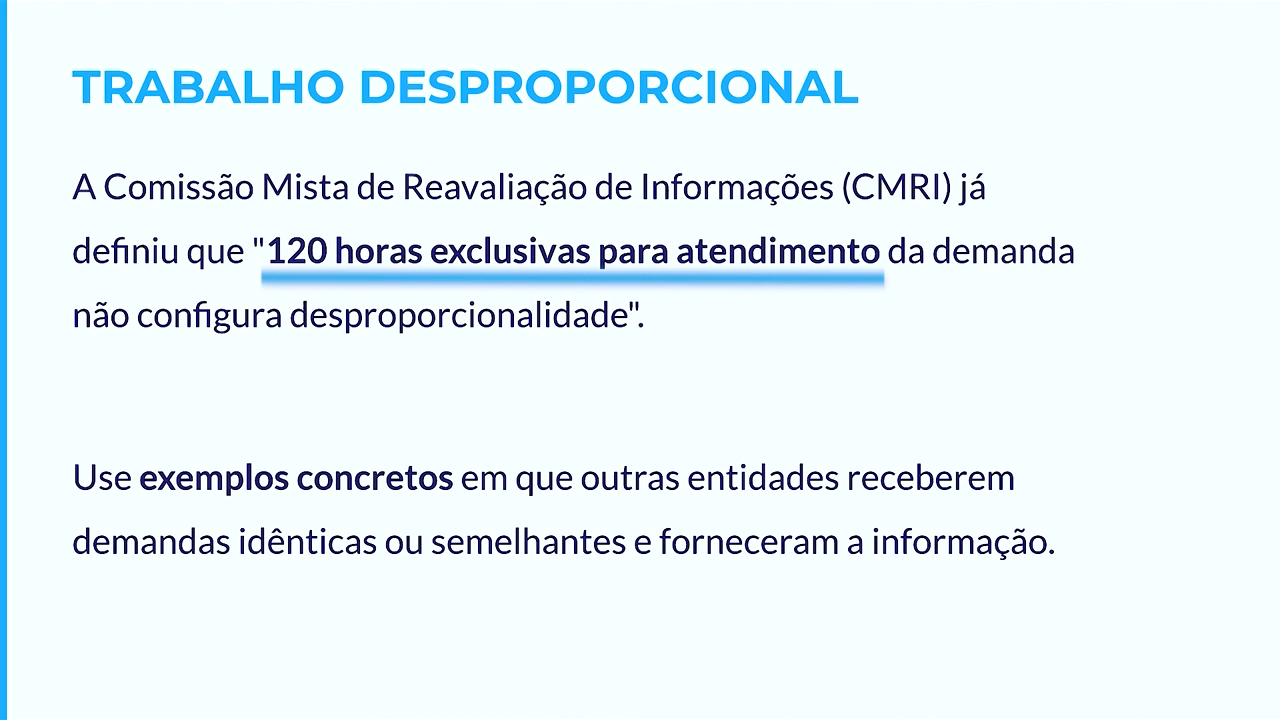 TRABALHO DESPROPORCIONAL
A Comissão Mista de Reavaliação de Informações (CMRI) já
definiu que "120 horas exclusivas para atendimento da demanda
não configura desproporcionalidade".
Use exemplos concretos em que outras entidades receberem
demandas idênticas ou semelhantes e forneceram a informação.